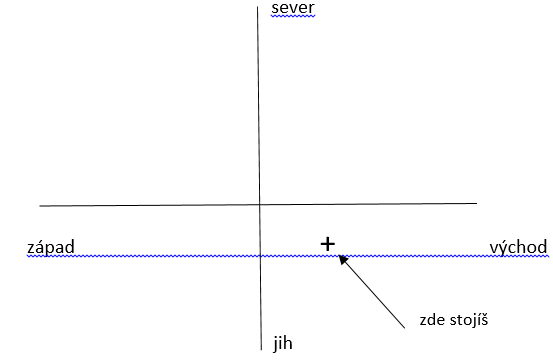 sever
západ + východ
zde stojíš
jih